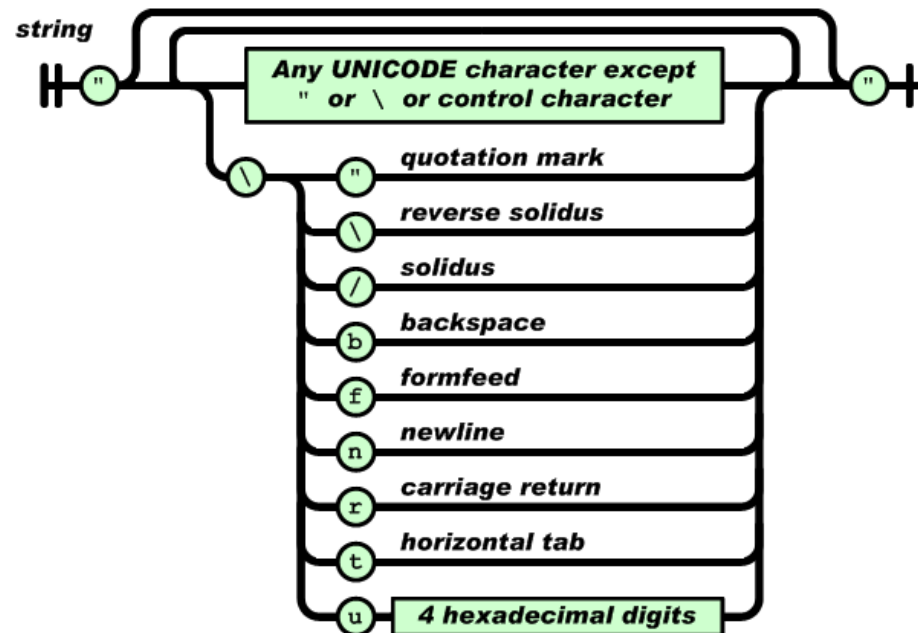 string
" Any UNICODE character except "
" or \ or control character
\ " quotation mark
\ reverse solidus
/ solidus
b backspace
f formfeed
n newline
r carriage return
t horizontal tab
u 4 hexadecimal digits